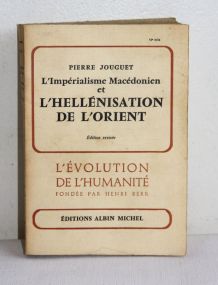 PIERRE JOUGUET
L'Impérialisme Macédonien
et
L'HELLÉNISATION
DE L'ORIENT
Édition revisée
L'ÉVOLUTION
DE L'HUMANITÉ
FONDÉE PAR HENRI BERR
ÉDITIONS ALBIN MICHEL